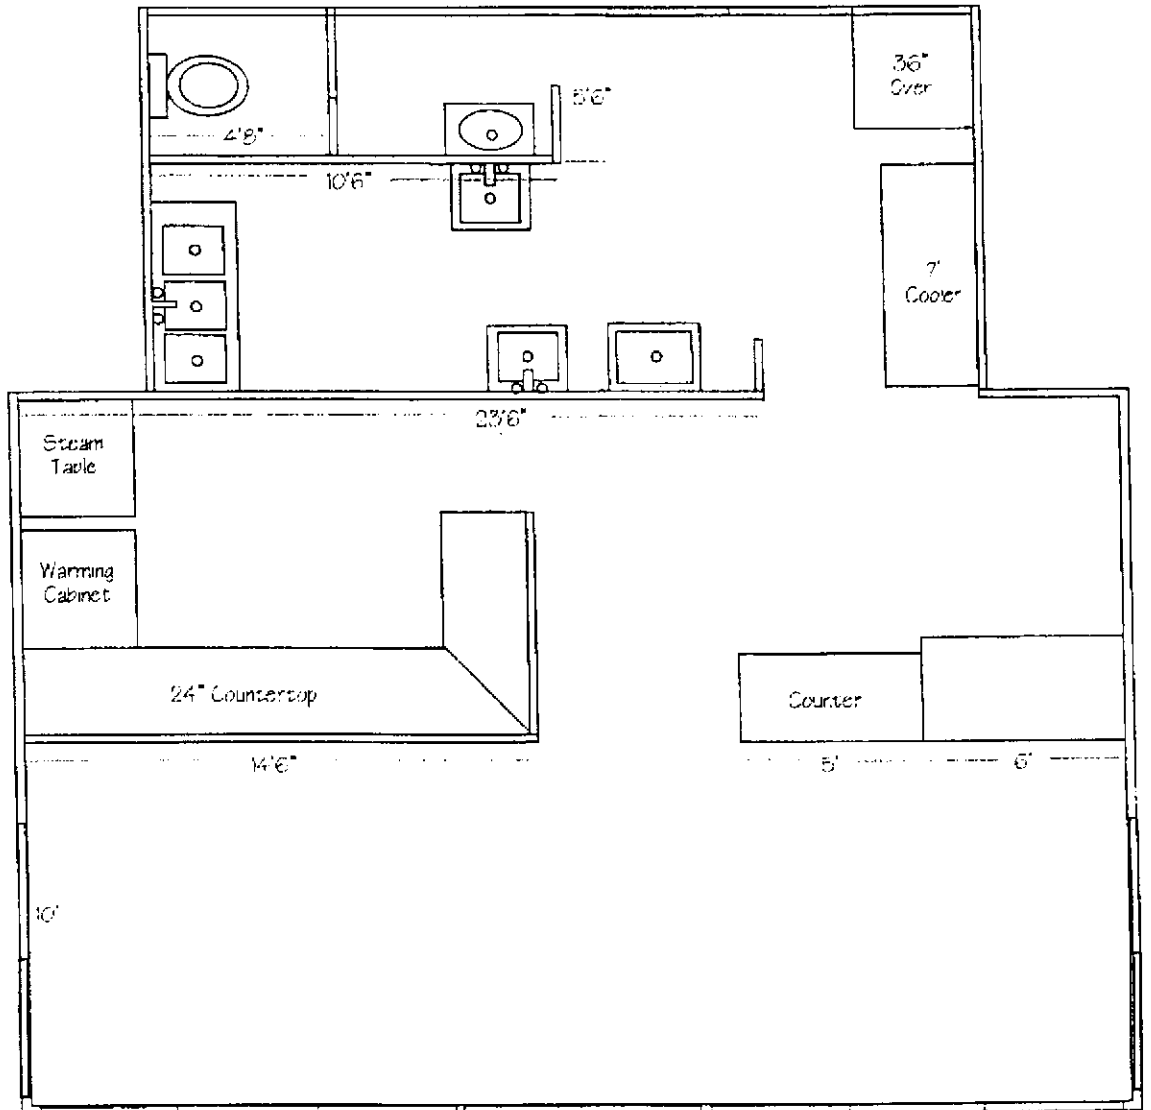 36"
Oven
5'6"
4'8"
10'6"
7'
Cooler
23'6"
Steam
Table
Warming
Cabinet
24" Countertop
Counter
14'6"
5'
6'
10'